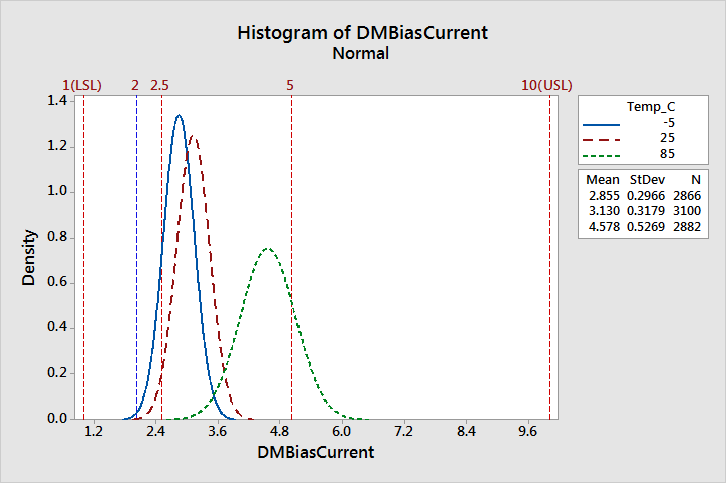 Histogram of DMBiasCurrent
Normal
1(LSL) 2 2.5 5 10(USL)
1.4
1.2
1.0
0.8
0.6
0.4
0.2
0.0
Density
1.2 2.4 3.6 4.8 6.0 7.2 8.4 9.6
DMBiasCurrent
Temp_C
-5
25
85
Mean StDev N
2.855 0.2966 2866
3.130 0.3179 3100
4.578 0.5269 2882